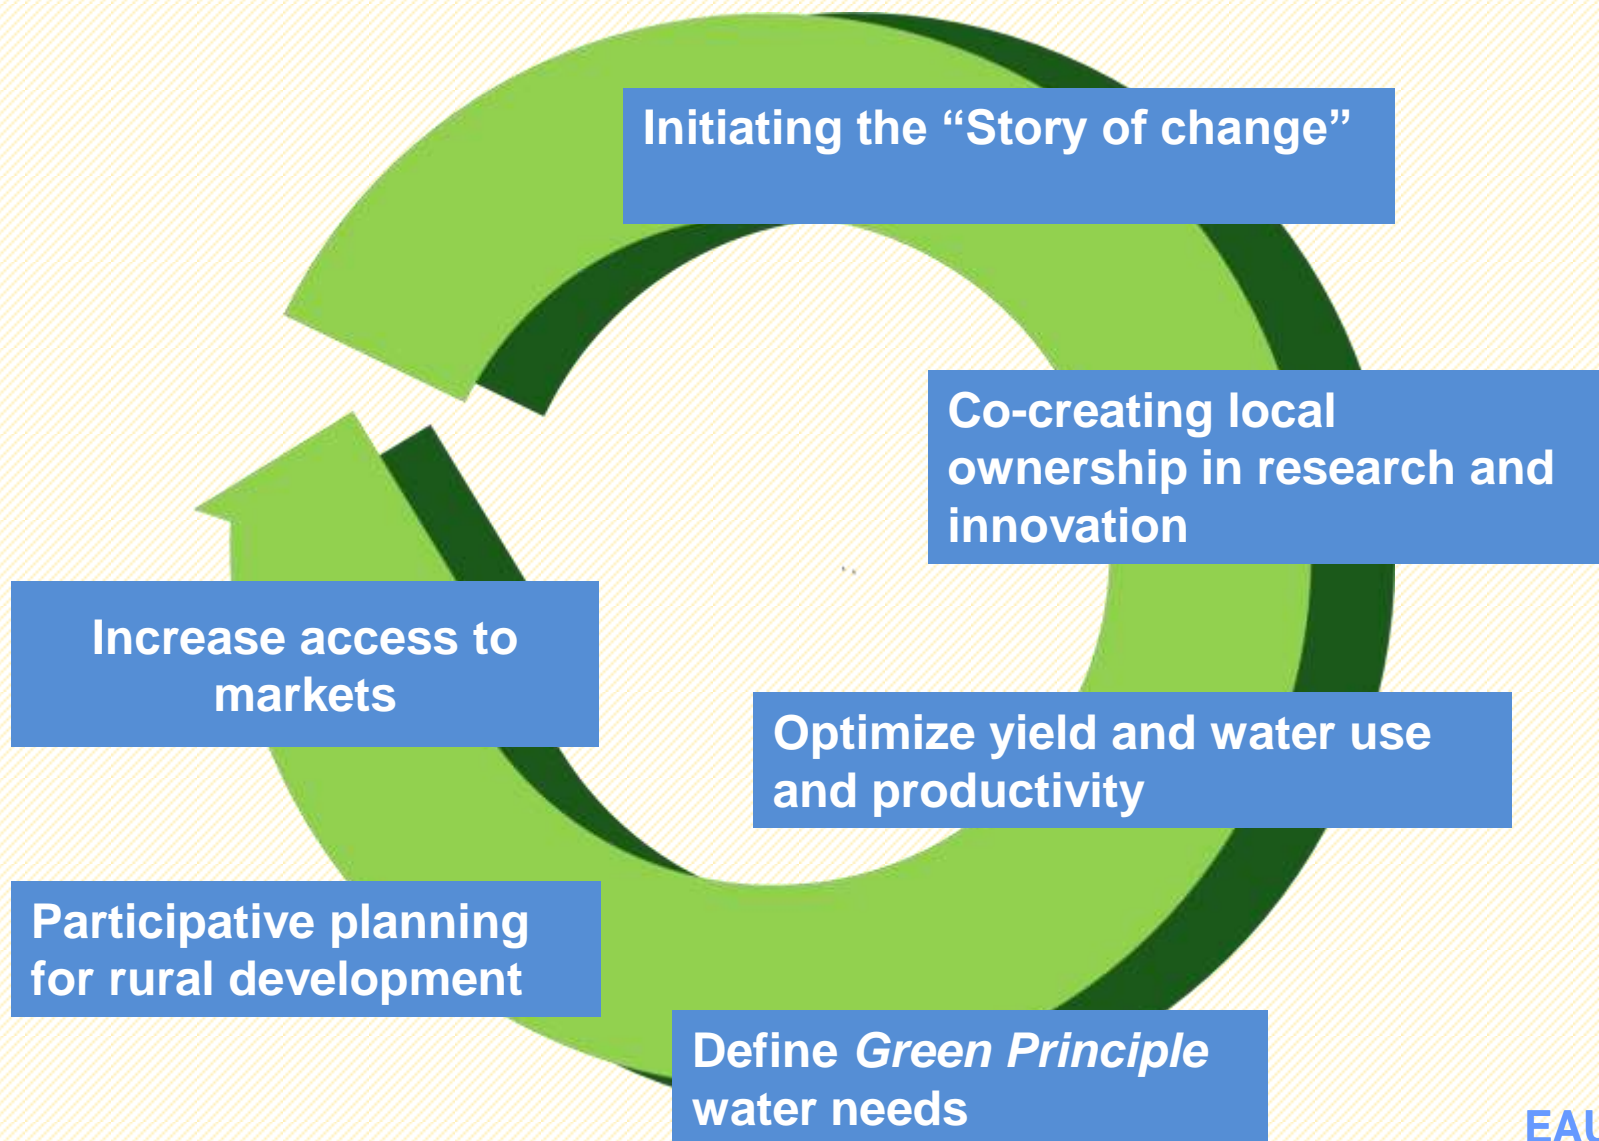 Initiating the “Story of change”
Co-creating local
ownership in research and
innovation
Optimize yield and water use
and productivity
Define Green Principle
water needs
Participative planning
for rural development
Increase access to
markets
EAU